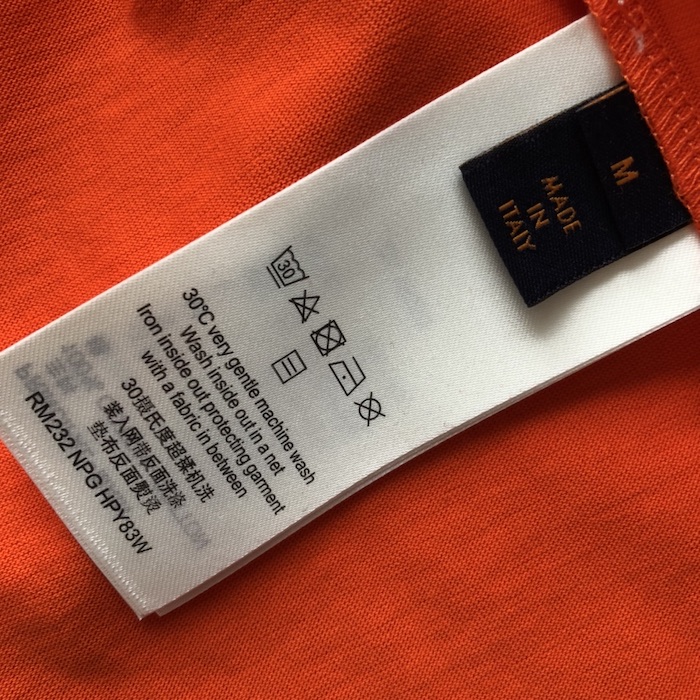 M
MADE
IN
ITALY
30
30°C very gentle machine wash
Wash inside out in a net
Iron inside out protecting garment
with a fabric in between
30摄氏度超揉机洗
装入网带反面洗涤
垫布反面熨烫
RM232 NPG HPY83W